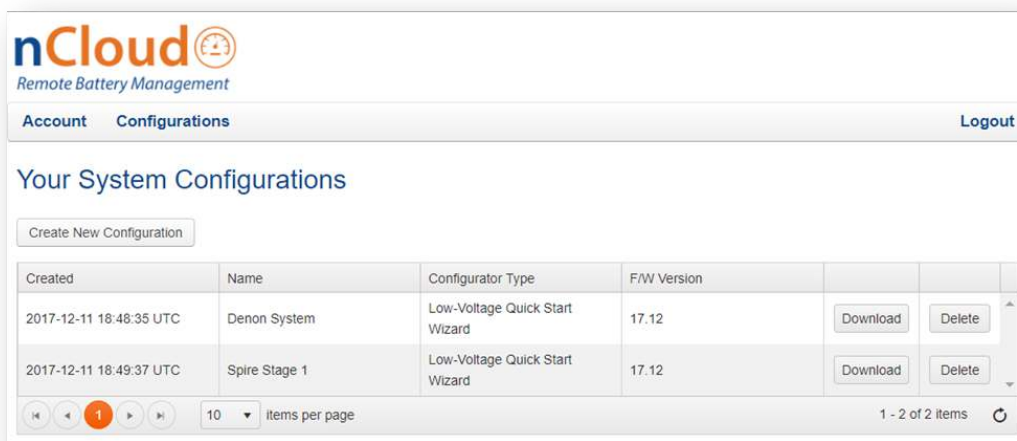 nCloud
Remote Battery Management
Account Configurations Logout
Your System Configurations
Create New Configuration
Created Name Configurator Type F/W Version
2017-12-11 18:48:35 UTC Denon System Low-Voltage Quick Start Wizard 17.12 Download Delete
2017-12-11 18:49:37 UTC Spire Stage 1 Low-Voltage Quick Start Wizard 17.12 Download Delete
1 10 items per page 1 - 2 of 2 items